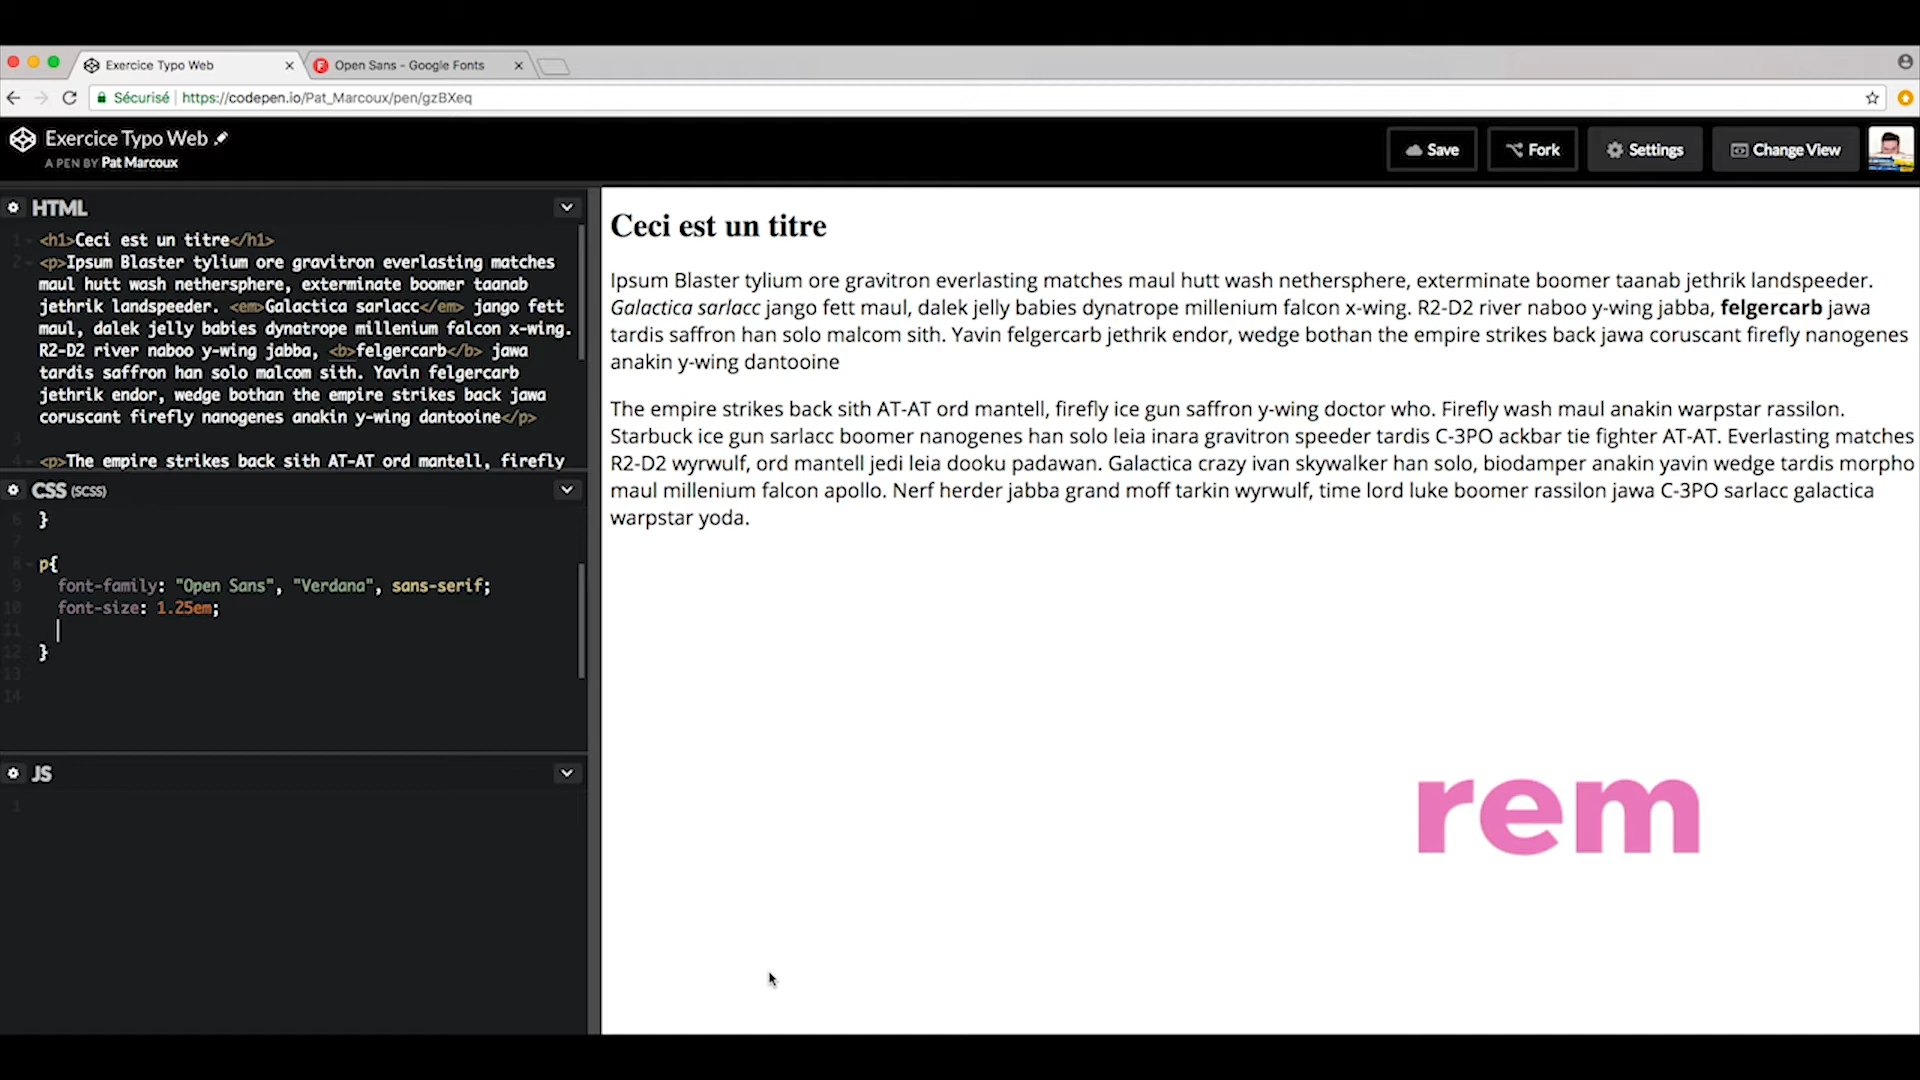 Exercice Typo Web
Open Sans - Google Fonts
Sécurisé
https://codepen.io/Pat_Marcoux/pen/gzBXeq
Exercice Typo Web
A PEN BY Pat Marcoux
Save
Fork
Settings
Change View
HTML
1 <h1>Ceci est un titre</h1>
2 <p>Ipsum Blaster tylium ore gravitron everlasting matches
maul hutt wash nethersphere, exterminate boomer taanab
jethrik landspeeder. <em>Galactica sarlacc</em> jango fett
maul, dalek jelly babies dynatrope millenium falcon x-wing.
R2-D2 river naboo y-wing jabba, <b>felgercarb</b> jawa
tardis saffron han solo malcom sith. Yavin felgercarb
jethrik endor, wedge bothan the empire strikes back jawa
coruscant firefly nanogenes anakin y-wing dantooine</p>
3
4 <p>The empire strikes back sith AT-AT ord mantell, firefly
CSS (SCSS)
6 }
7
8 p{
9 font-family: "Open Sans", "Verdana", sans-serif;
10 font-size: 1.25em;
11
12 }
13
14
JS
1
Ceci est un titre
Ipsum Blaster tylium ore gravitron everlasting matches maul hutt wash nethersphere, exterminate boomer taanab jethrik landspeeder.
Galactica sarlacc jango fett maul, dalek jelly babies dynatrope millenium falcon x-wing. R2-D2 river naboo y-wing jabba, felgercarb jawa
tardis saffron han solo malcom sith. Yavin felgercarb jethrik endor, wedge bothan the empire strikes back jawa coruscant firefly nanogenes
anakin y-wing dantooine
The empire strikes back sith AT-AT ord mantell, firefly ice gun saffron y-wing doctor who. Firefly wash maul anakin warpstar rassilon.
Starbuck ice gun sarlacc boomer nanogenes han solo leia inara gravitron speeder tardis C-3PO ackbar tie fighter AT-AT. Everlasting matches
R2-D2 wyrwulf, ord mantell jedi leia dooku padawan. Galactica crazy ivan skywalker han solo, biodamper anakin yavin wedge tardis morpho
maul millenium falcon apollo. Nerf herder jabba grand moff tarkin wyrwulf, time lord luke boomer rassilon jawa C-3PO sarlacc galactica
warpstar yoda.
rem